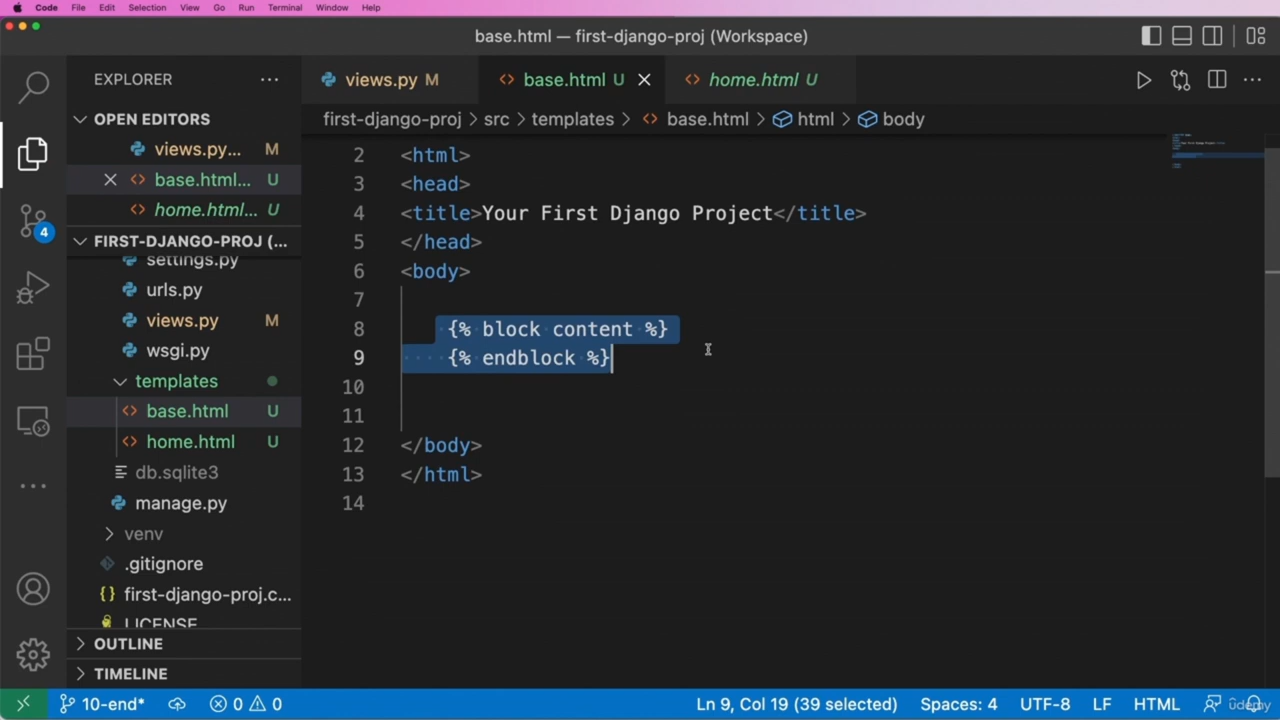 Code File Edit Selection View Go Run Terminal Window Help
base.html — first-django-proj (Workspace)
EXPLORER
views.py M
base.html U
home.html U
OPEN EDITORS
views.py... M
base.html... U
home.html... U
FIRST-DJANGO-PROJ (...
settings.py
urls.py
views.py M
wsgi.py
templates
base.html U
home.html U
db.sqlite3
manage.py
venv
.gitignore
first-django-proj.c...
LICENSE
OUTLINE
TIMELINE
first-django-proj > src > templates > base.html > html > body
2 <html>
3 <head>
4 <title>Your First Django Project</title>
5 </head>
6 <body>
7
8 {% block content %}
9 {% endblock %}
10
11
12 </body>
13 </html>
14
4
10-end* 0 0 Ln 9, Col 19 (39 selected) Spaces: 4 UTF-8 LF HTML
udemy